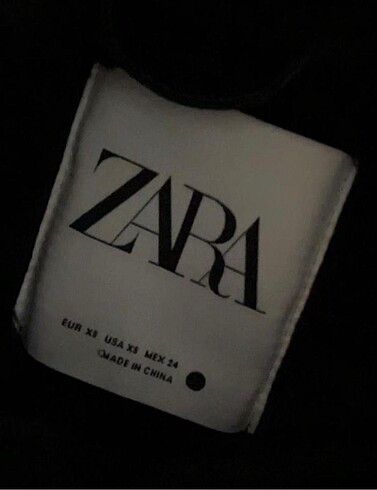 ZARA
EUR XS USA XS MEX 24
MADE IN CHINA